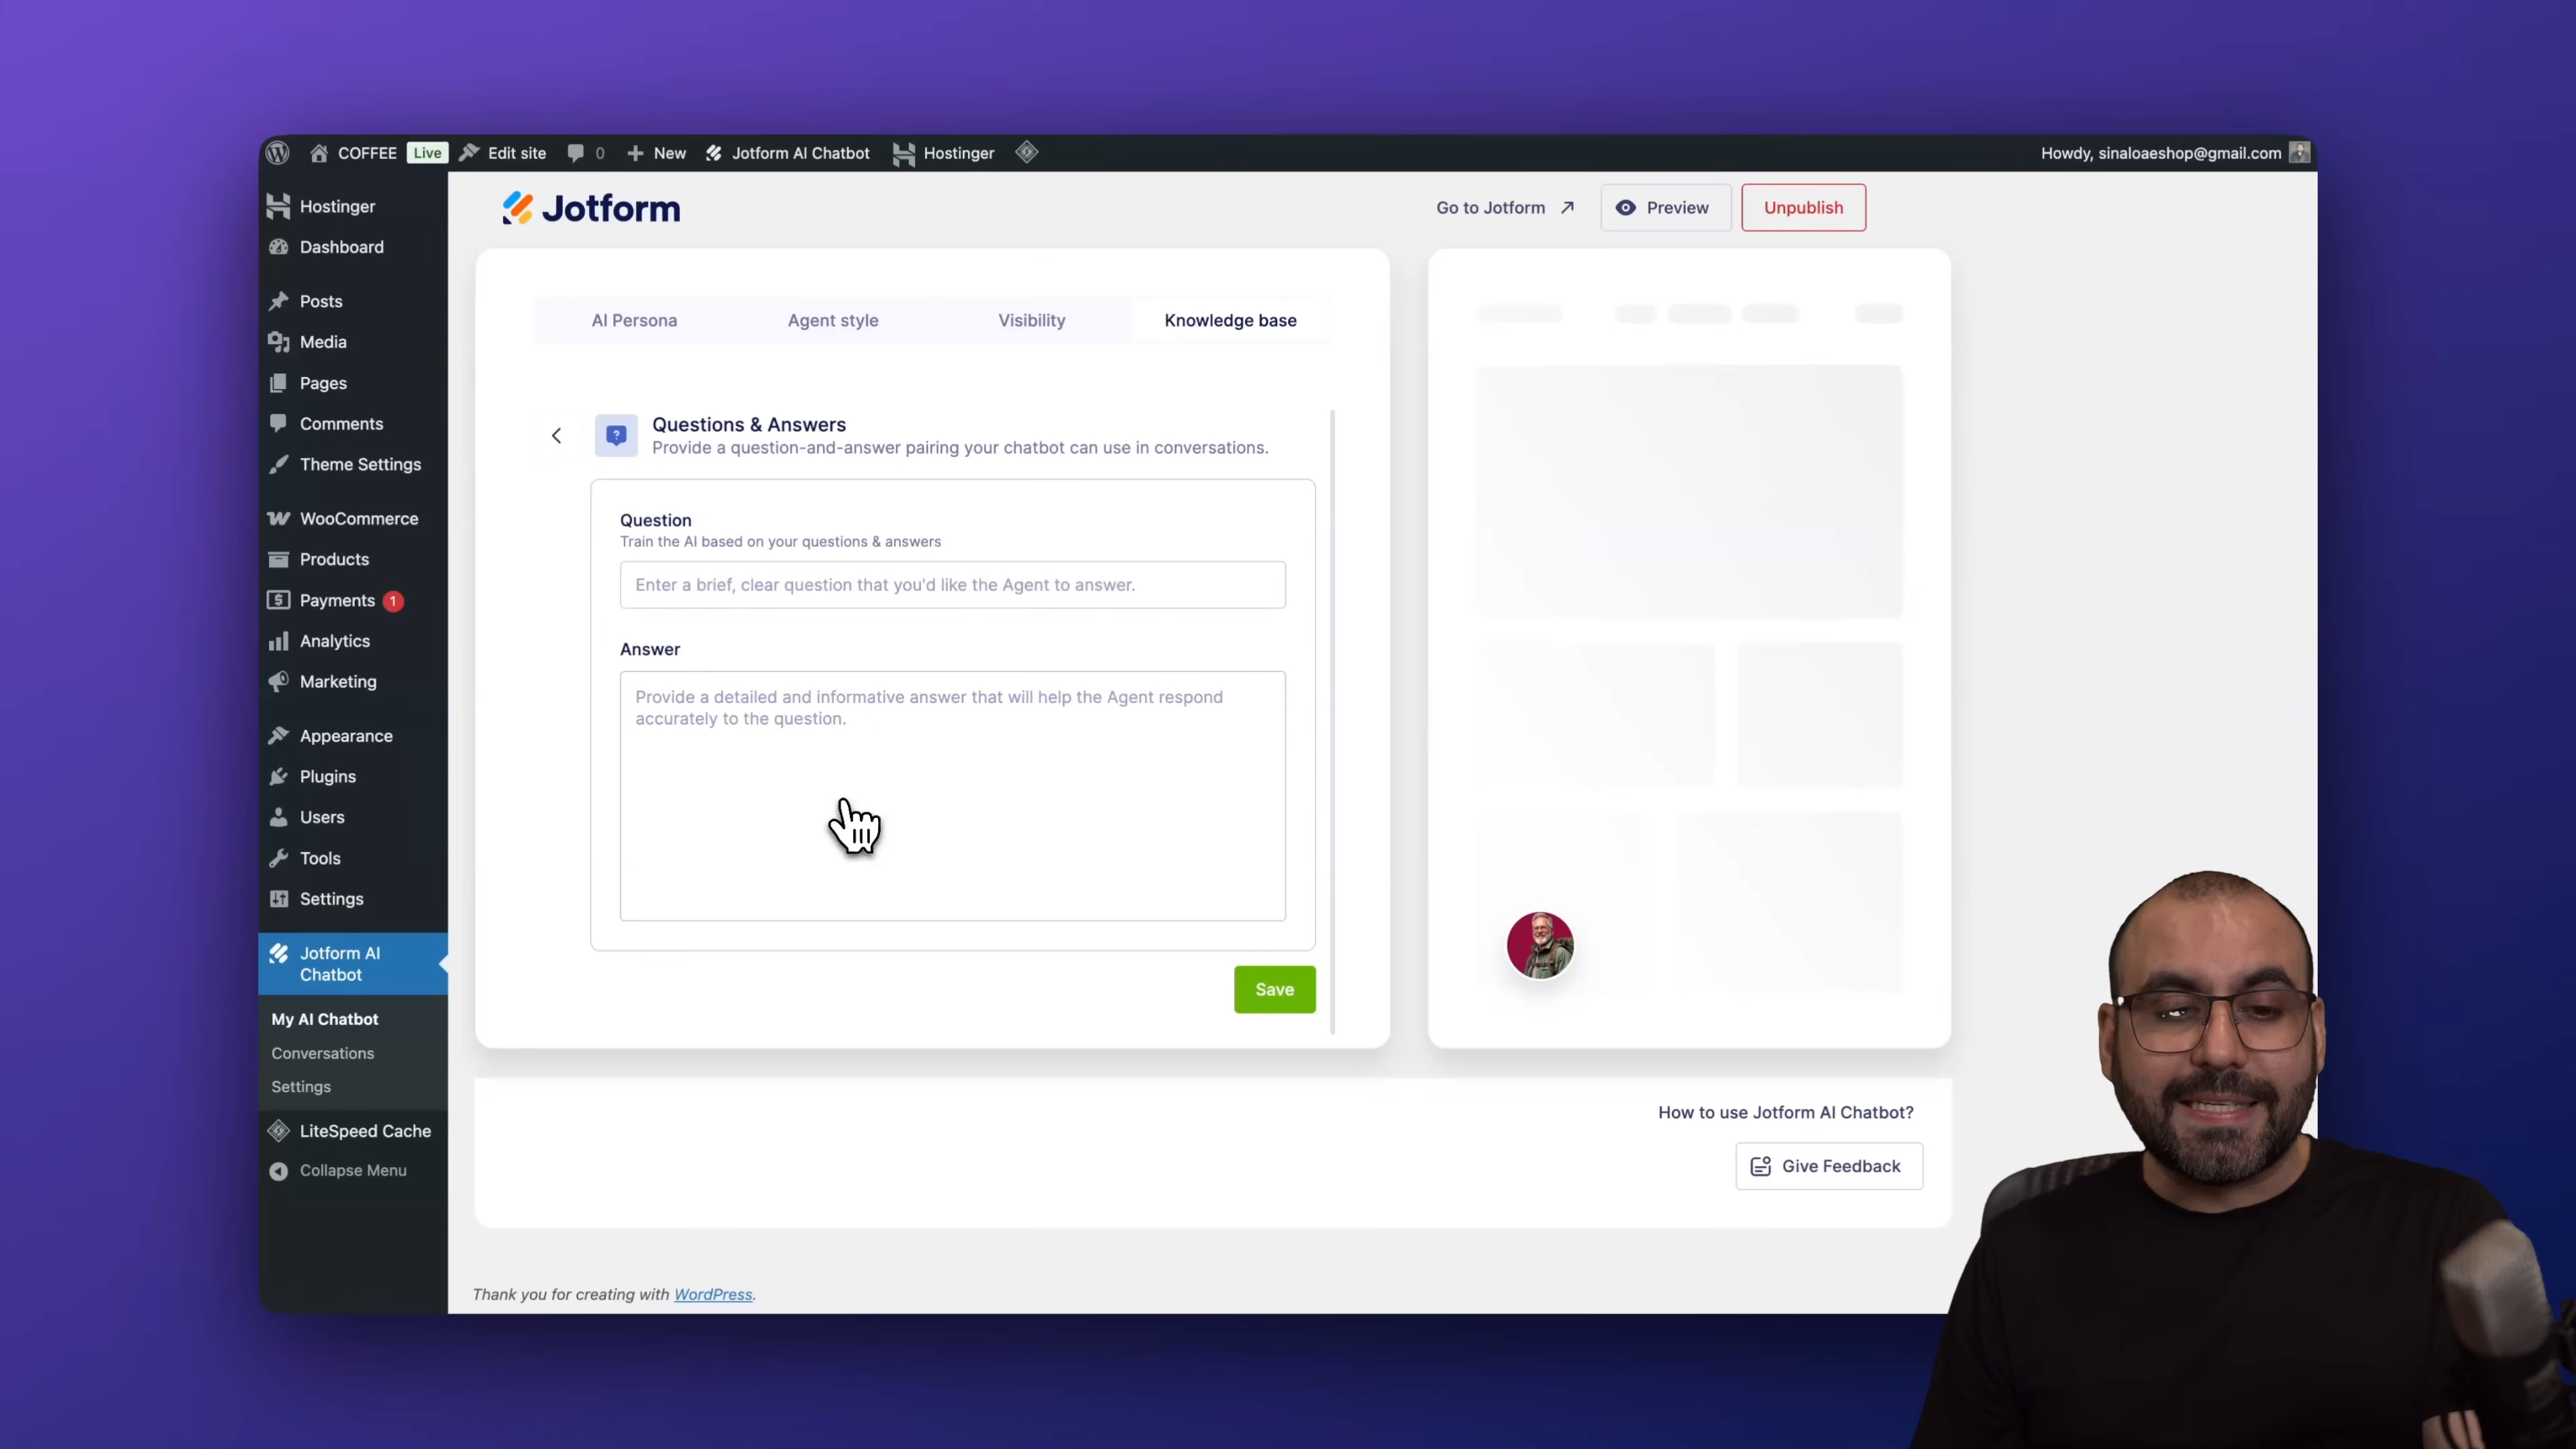 COFFEE Live Edit site 0 New Jotform AI Chatbot Hostinger Howdy, sinaloaeshop@gmail.com
Hostinger
Dashboard
Posts
Media
Pages
Comments
Theme Settings
WooCommerce
Products
Payments 1
Analytics
Marketing
Appearance
Plugins
Users
Tools
Settings
Jotform AI
Chatbot
My AI Chatbot
Conversations
Settings
LiteSpeed Cache
Collapse Menu
Jotform
Go to Jotform Preview Unpublish
AI Persona Agent style Visibility Knowledge base
Questions & Answers
Provide a question-and-answer pairing your chatbot can use in conversations.
Question
Train the AI based on your questions & answers
Enter a brief, clear question that you'd like the Agent to answer.
Answer
Provide a detailed and informative answer that will help the Agent respond
accurately to the question.
Save
How to use Jotform AI Chatbot?
Give Feedback
Thank you for creating with WordPress.